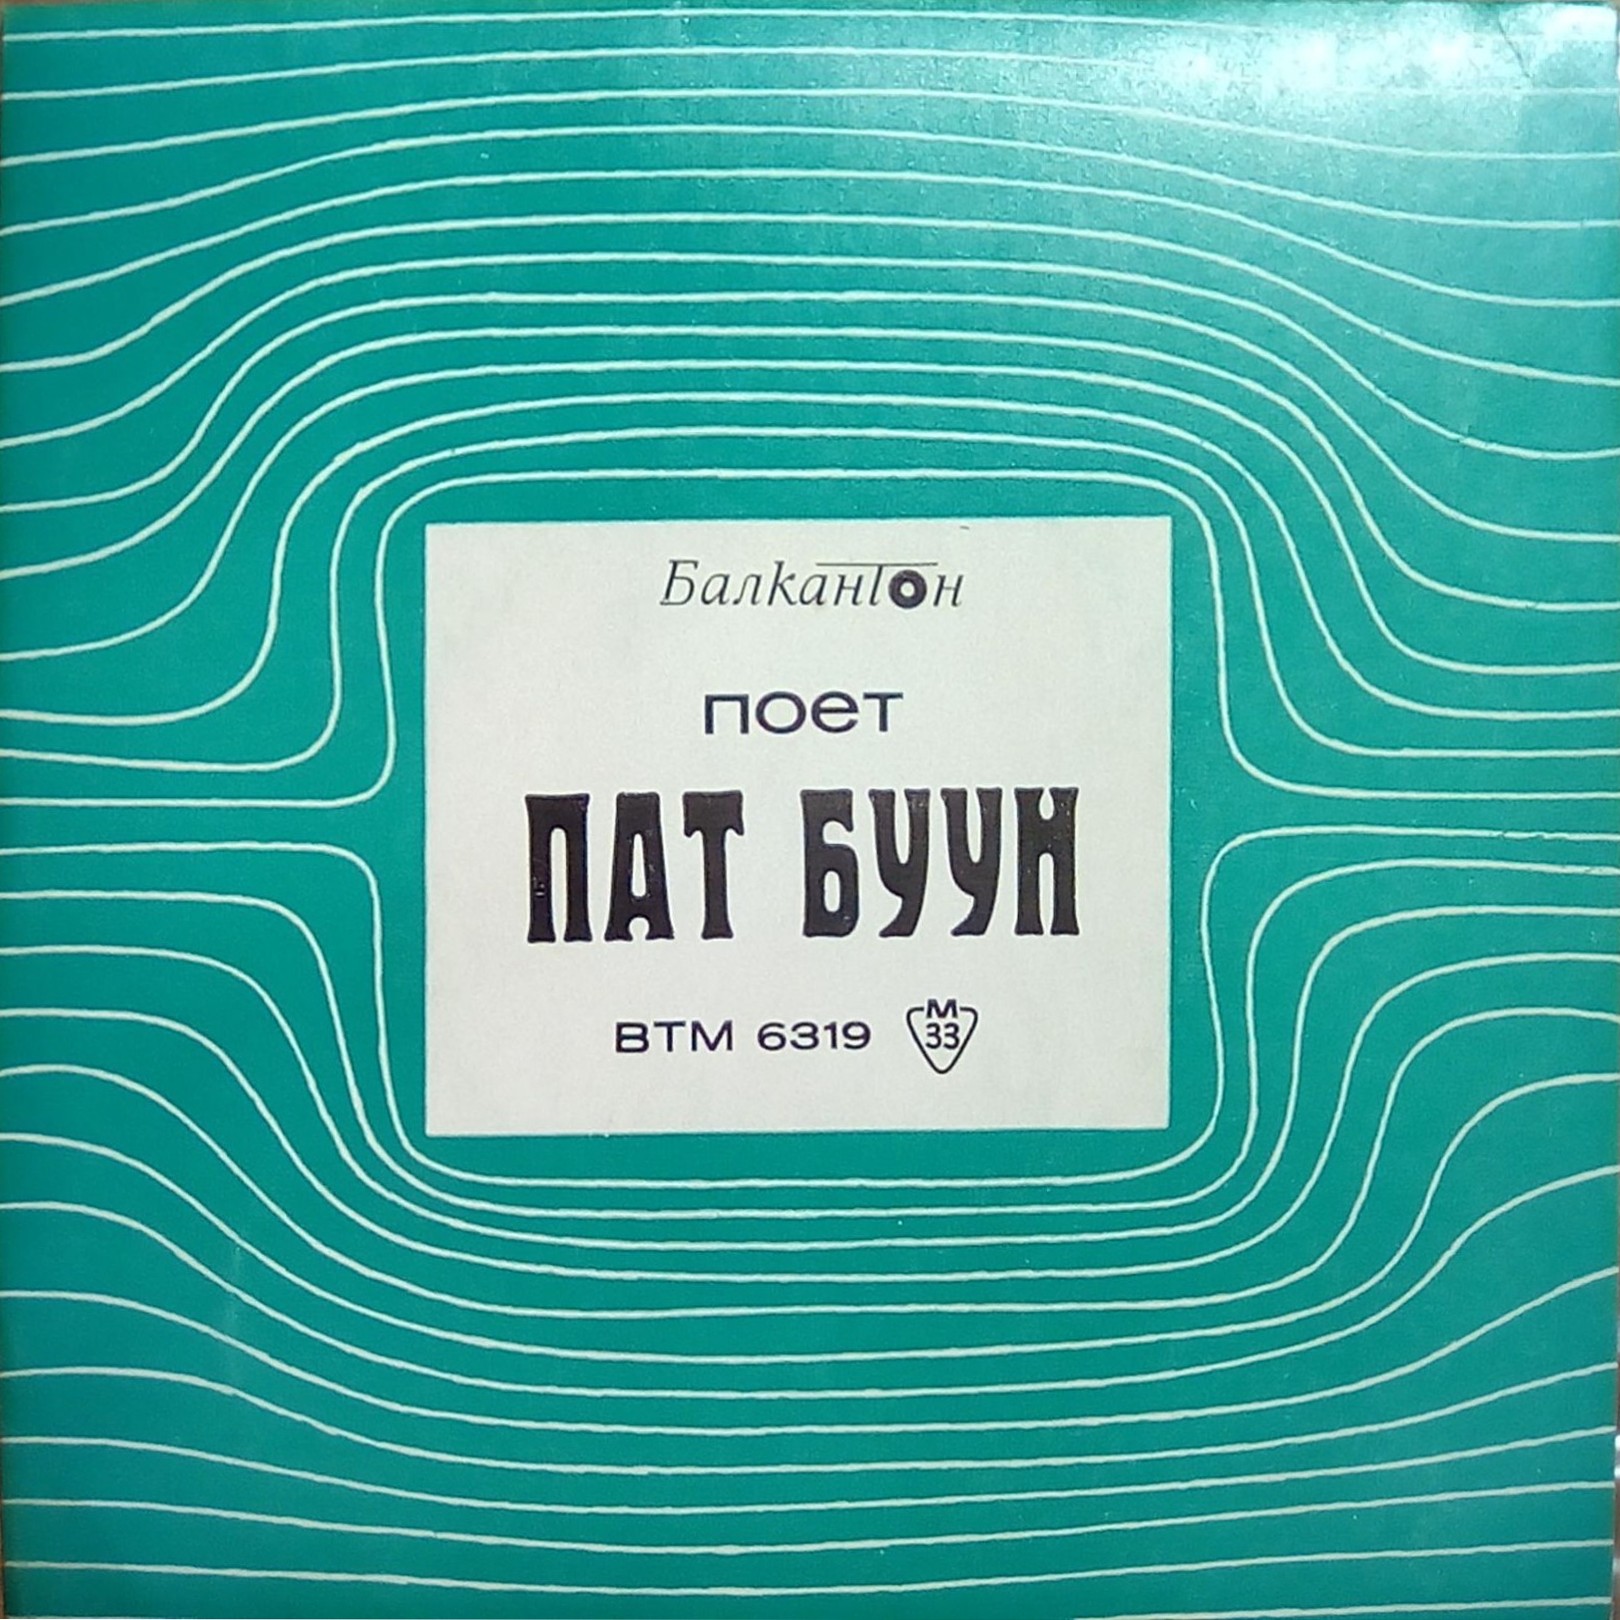 Балкантон
поет
ПАТ БУУН
ВТМ 6319 М 33